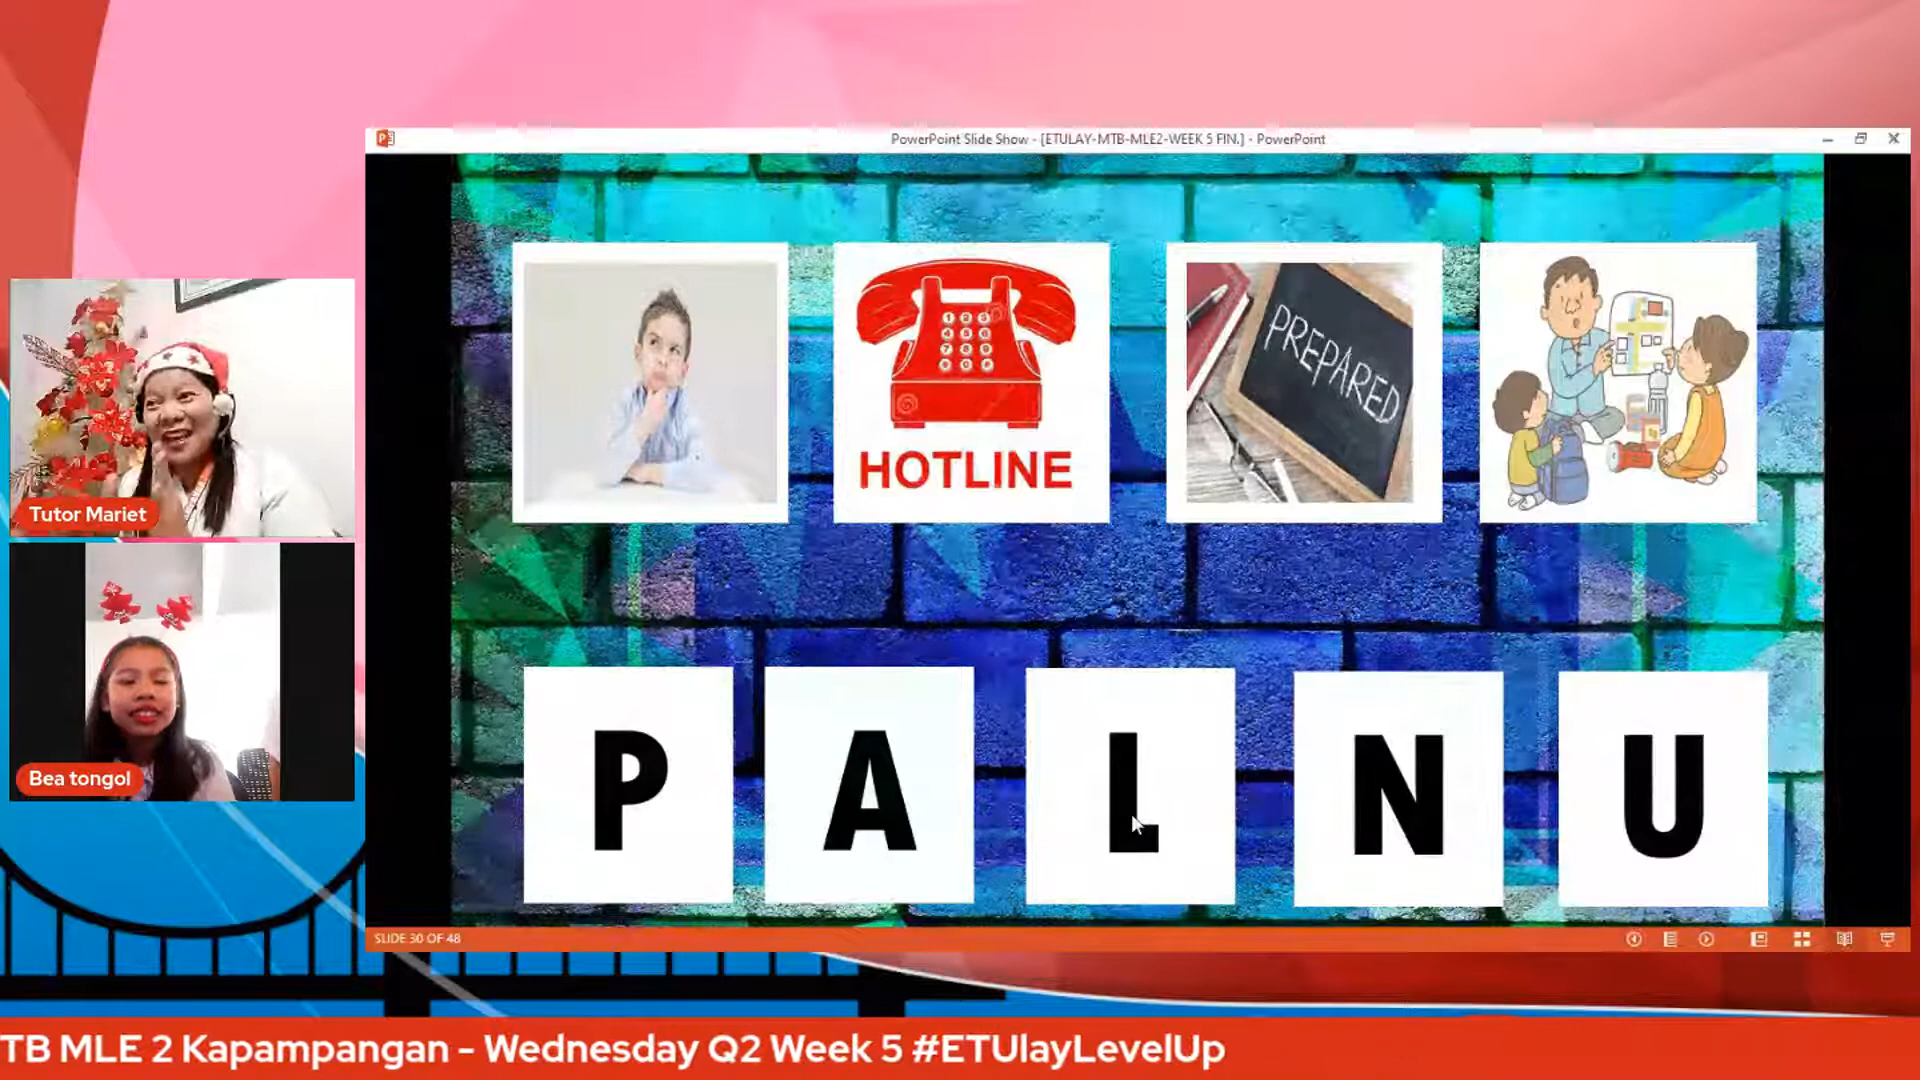 PowerPoint Slide Show - [ETULAY-MTB-MLE2-WEEK 5 FIN.] - PowerPoint
HOTLINE
PREPARED
Tutor Mariet
Bea tongol
P A L N U
SLIDE 30 OF 48
TB MLE 2 Kapampangan - Wednesday Q2 Week 5 #ETUlayLevelUp